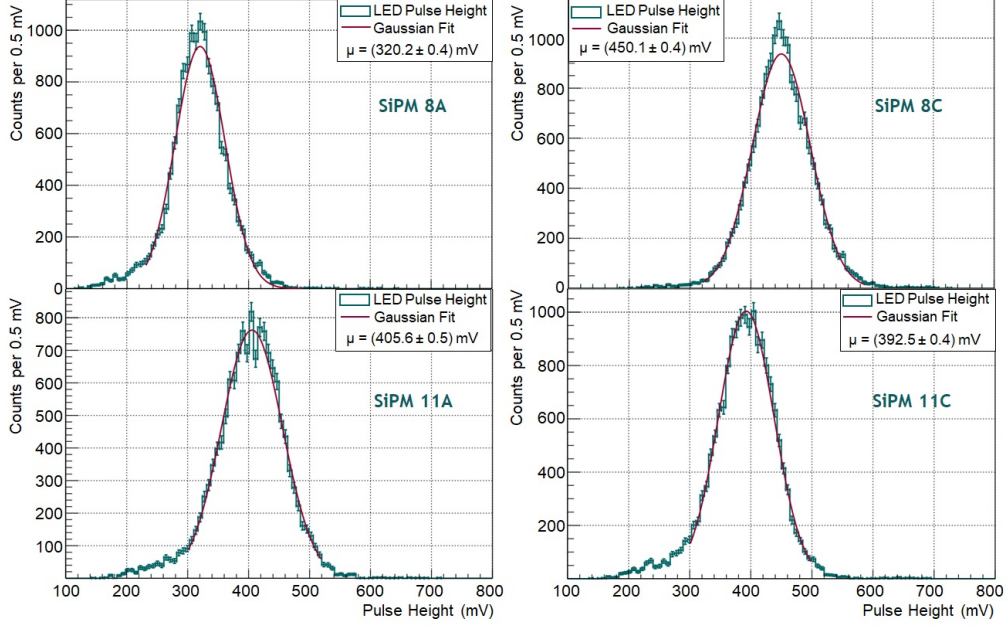 Counts per 0.5 mV
1000
800
600
400
200
0
LED Pulse Height
Gaussian Fit
μ = (320.2 ± 0.4) mV
SiPM 8A
Counts per 0.5 mV
1000
800
600
400
200
0
LED Pulse Height
Gaussian Fit
μ = (450.1 ± 0.4) mV
SiPM 8C
Counts per 0.5 mV
800
700
600
500
400
300
200
100
LED Pulse Height
Gaussian Fit
μ = (405.6 ± 0.5) mV
SiPM 11A
100 200 300 400 500 600 700 800
Pulse Height (mV)
Counts per 0.5 mV
1000
800
600
400
200
LED Pulse Height
Gaussian Fit
μ = (392.5 ± 0.4) mV
SiPM 11C
100 200 300 400 500 600 700 800
Pulse Height (mV)